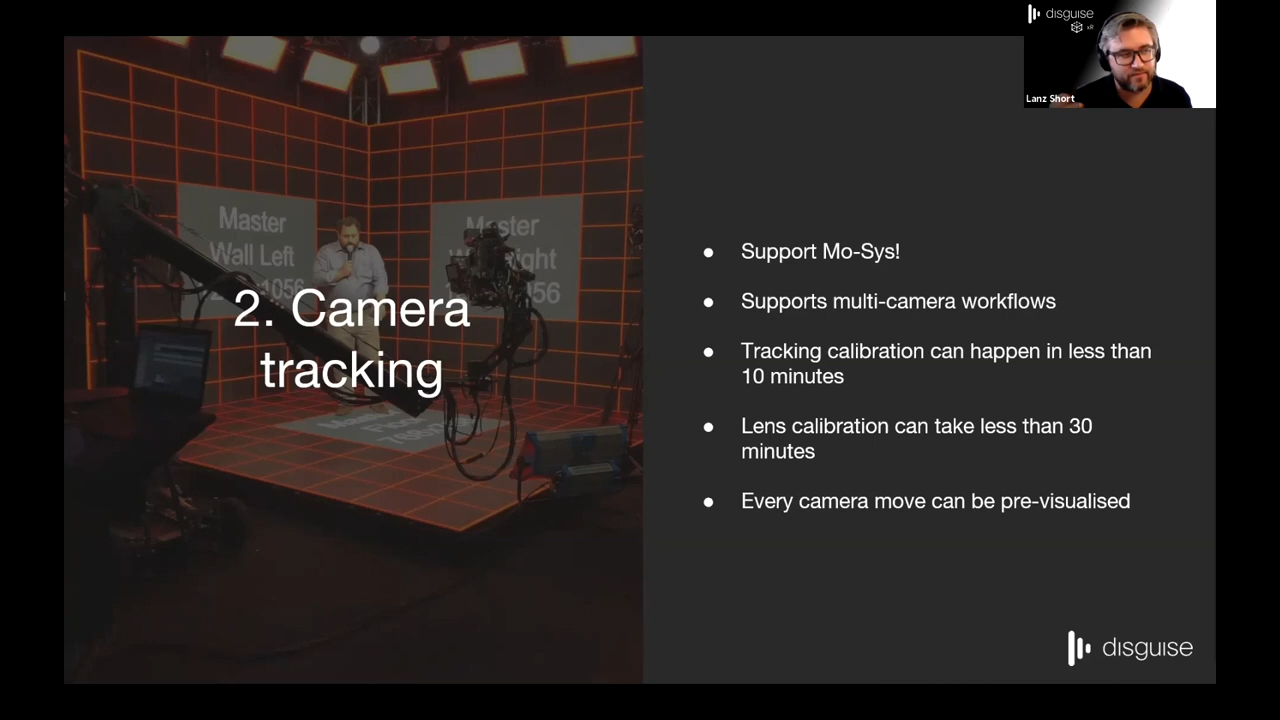 disguise
xR
Lanz Short
Master
Wall Left
Master
2. Camera
tracking
● Support Mo-Sys!
● Supports multi-camera workflows
● Tracking calibration can happen in less than
10 minutes
● Lens calibration can take less than 30
minutes
● Every camera move can be pre-visualised
disguise